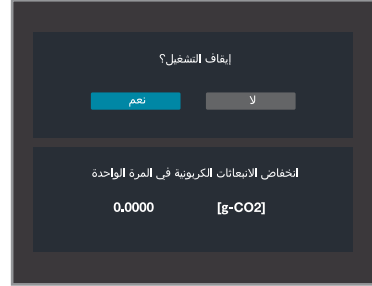 إيقاف التشغيل؟
لا نعم
انخفاض الانبعاثات الكربونية في المرة الواحدة
0.0000 [g-CO2]